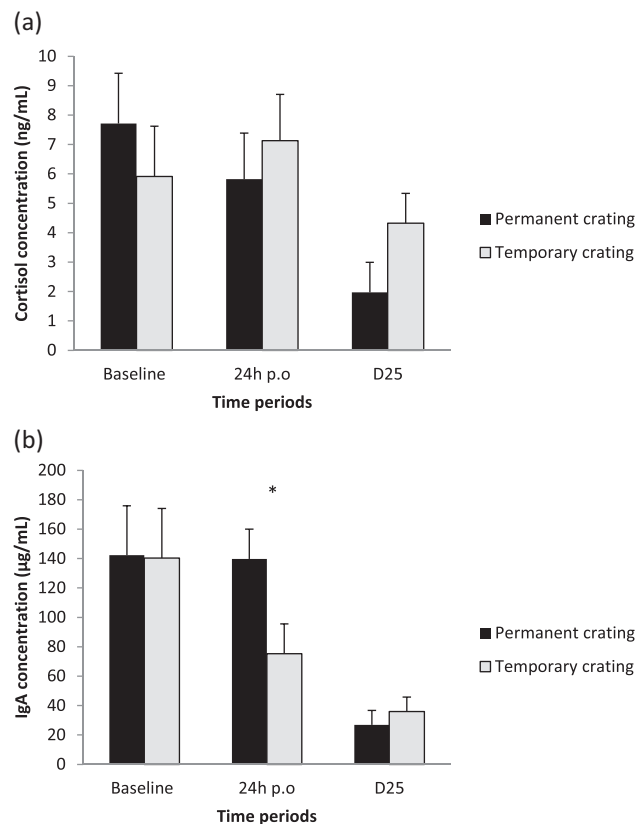 (a)
10
9
8
7
6
5
4
3
2
1
0
Cortisol concentration (ng/mL)
Baseline
24h p.o
D25
Time periods
Permanent crating
Temporary crating
(b)
200
180
160
140
120
100
80
60
40
20
0
IgA concentration (µg/mL)
*
Baseline
24h p.o
D25
Time periods
Permanent crating
Temporary crating